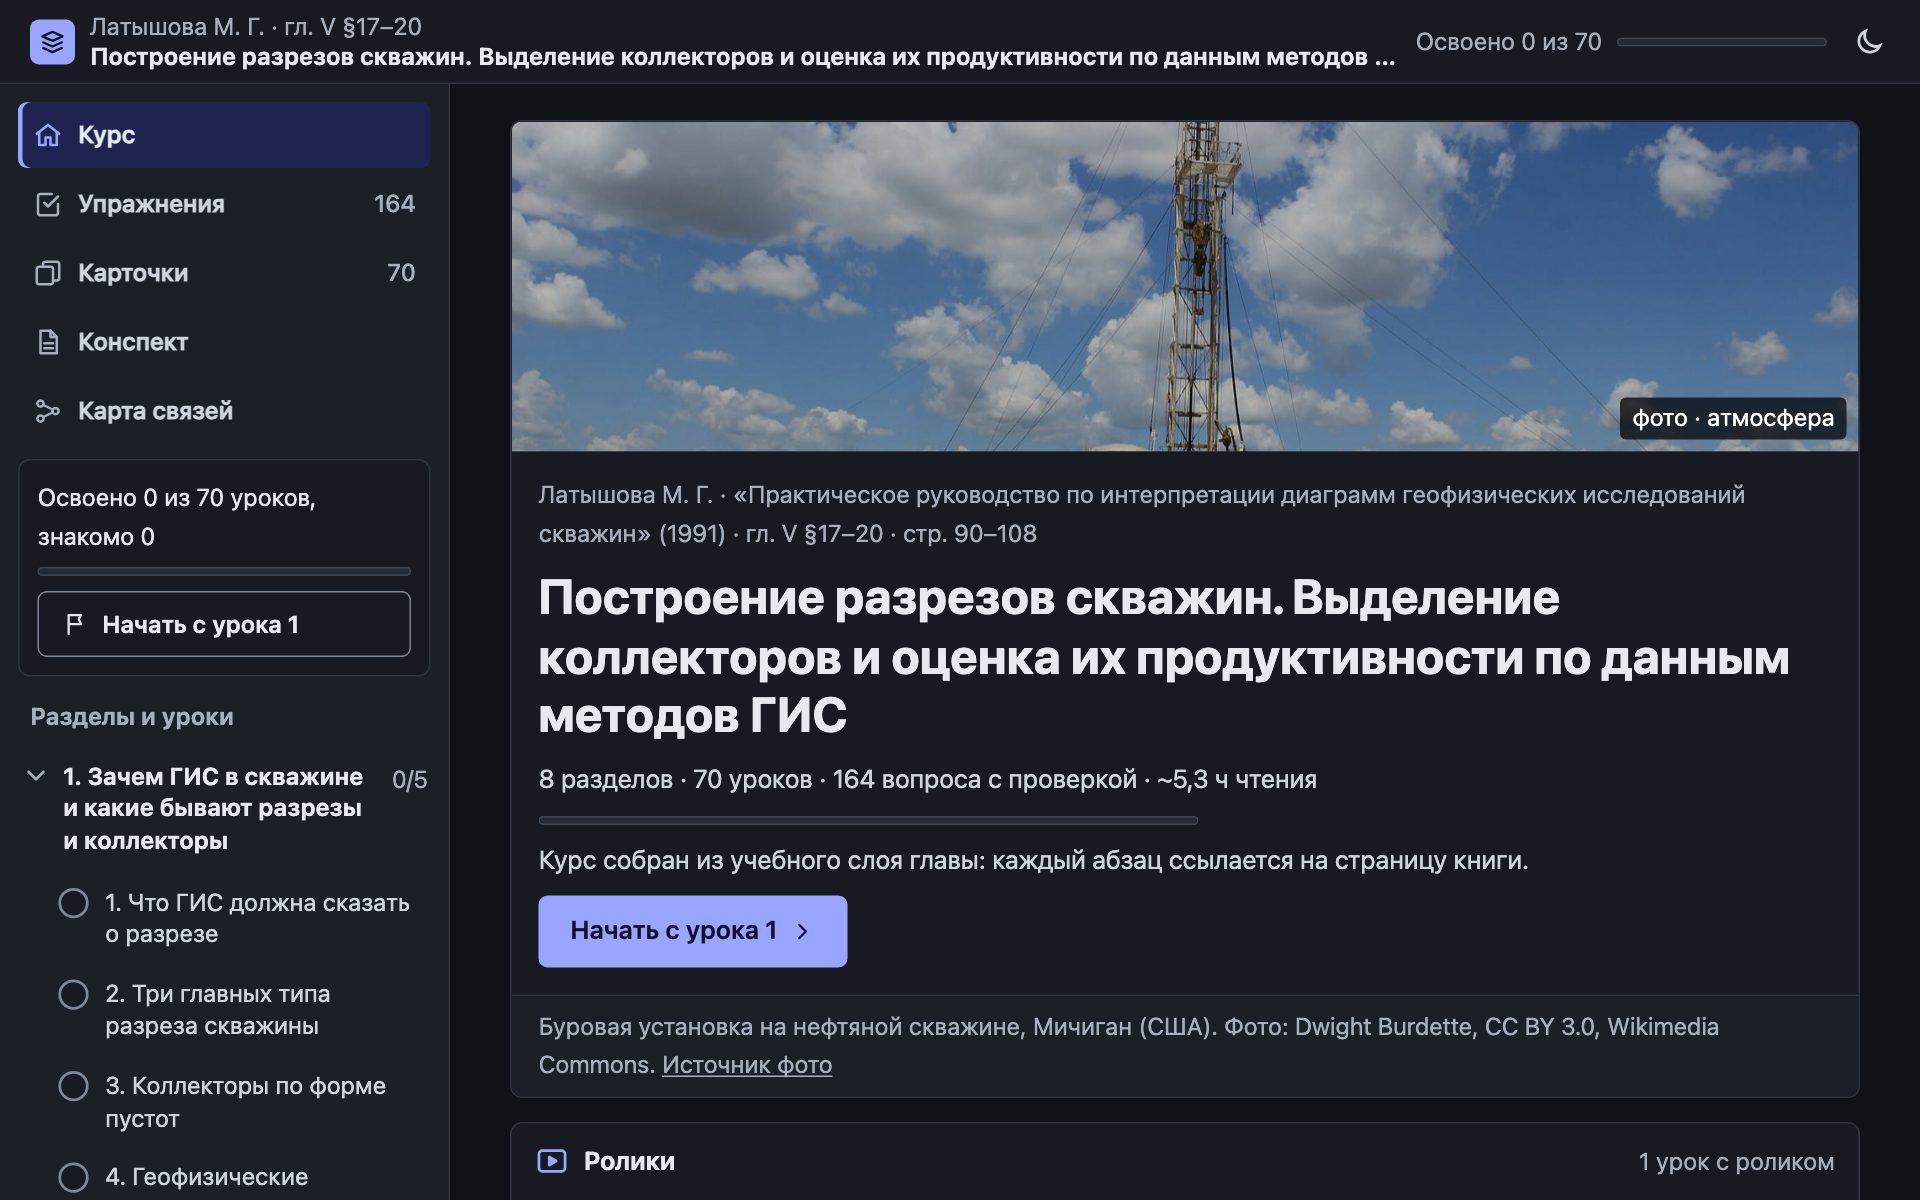 Латышова М. Г. · гл. V §17–20
Построение разрезов скважин. Выделение коллекторов и оценка их продуктивности по данным методов ...
Освоено 0 из 70
Курс
Упражнения 164
Карточки 70
Конспект
Карта связей
Освоено 0 из 70 уроков,
знакомо 0
Начать с урока 1
Разделы и уроки
1. Зачем ГИС в скважине 0/5
и какие бывают разрезы
и коллекторы
1. Что ГИС должна сказать
о разрезе
2. Три главных типа
разреза скважины
3. Коллекторы по форме
пустот
4. Геофизические
фото · атмосфера
Латышова М. Г. · «Практическое руководство по интерпретации диаграмм геофизических исследований
скважин» (1991) · гл. V §17–20 · стр. 90–108
Построение разрезов скважин. Выделение
коллекторов и оценка их продуктивности по данным
методов ГИС
8 разделов · 70 уроков · 164 вопроса с проверкой · ~5,3 ч чтения
Курс собран из учебного слоя главы: каждый абзац ссылается на страницу книги.
Начать с урока 1
Буровая установка на нефтяной скважине, Мичиган (США). Фото: Dwight Burdette, CC BY 3.0, Wikimedia
Commons. Источник фото
Ролики
1 урок с роликом